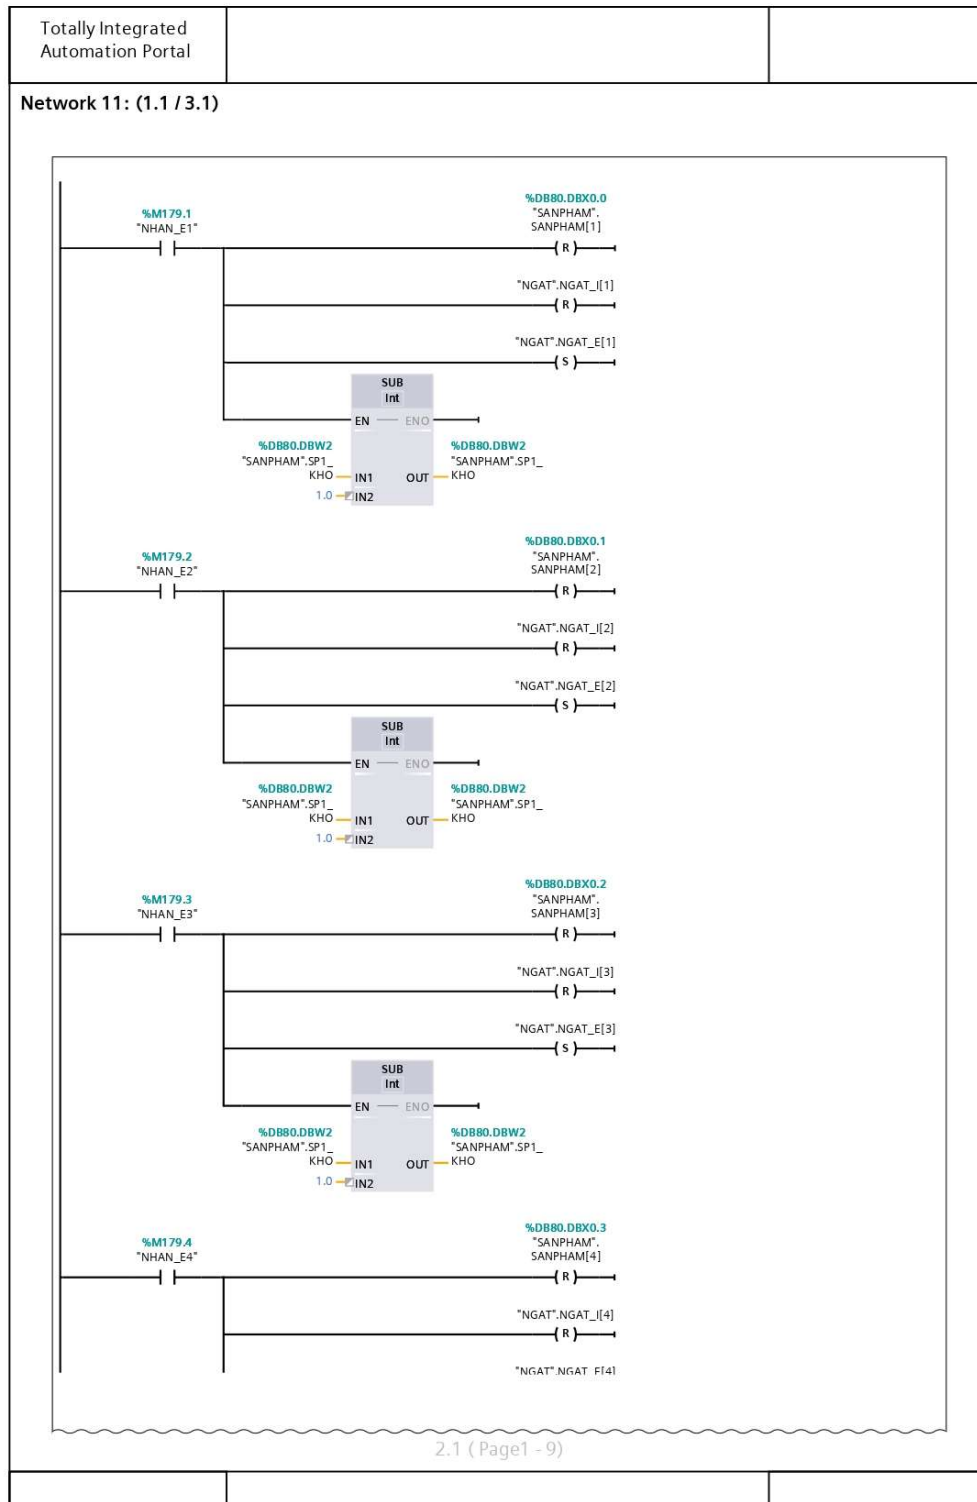 Totally Integrated
Automation Portal
Network 11: (1.1 / 3.1)
%M179.1
"NHAN_E1"
%DB80.DBX0.0
"SANPHAM".
SANPHAM[1]
R
"NGAT".NGAT_I[1]
R
"NGAT".NGAT_E[1]
S
SUB
Int
EN ENO
%DB80.DBW2 %DB80.DBW2
"SANPHAM".SP1_ "SANPHAM".SP1_
KHO IN1 OUT KHO
1.0 IN2
%M179.2
"NHAN_E2"
%DB80.DBX0.1
"SANPHAM".
SANPHAM[2]
R
"NGAT".NGAT_I[2]
R
"NGAT".NGAT_E[2]
S
SUB
Int
EN ENO
%DB80.DBW2 %DB80.DBW2
"SANPHAM".SP1_ "SANPHAM".SP1_
KHO IN1 OUT KHO
1.0 IN2
%M179.3
"NHAN_E3"
%DB80.DBX0.2
"SANPHAM".
SANPHAM[3]
R
"NGAT".NGAT_I[3]
R
"NGAT".NGAT_E[3]
S
SUB
Int
EN ENO
%DB80.DBW2 %DB80.DBW2
"SANPHAM".SP1_ "SANPHAM".SP1_
KHO IN1 OUT KHO
1.0 IN2
%M179.4
"NHAN_E4"
%DB80.DBX0.3
"SANPHAM".
SANPHAM[4]
R
"NGAT".NGAT_I[4]
R
"NGAT".NGAT_E[4]
2.1 ( Page1 - 9)